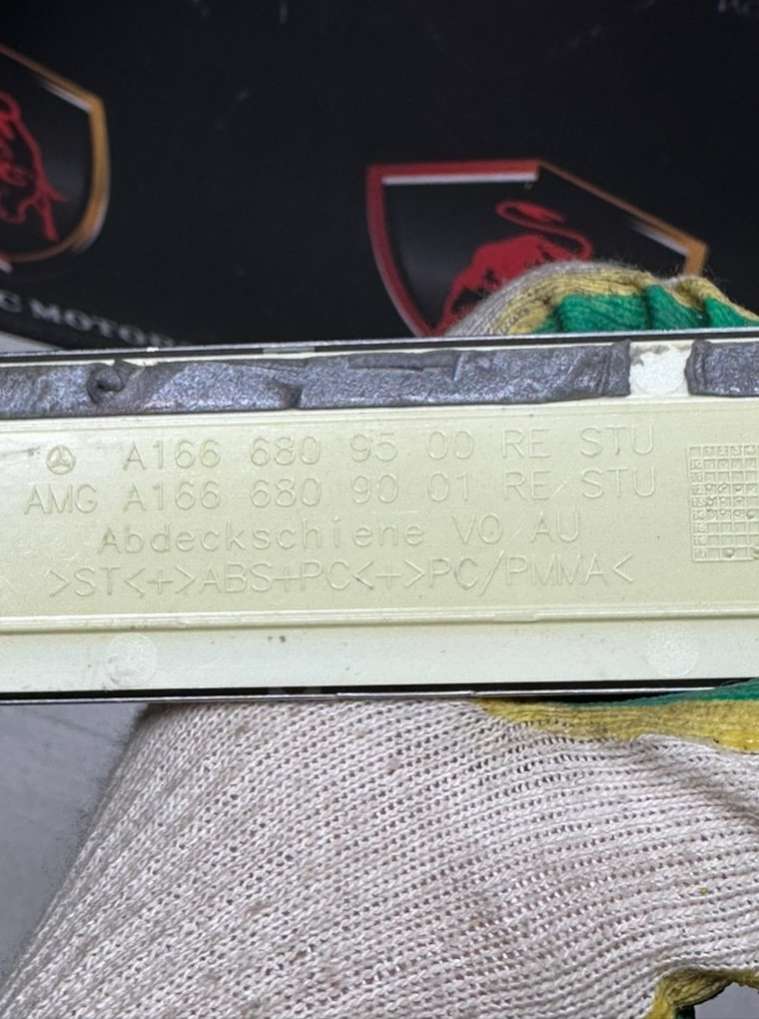 MOTOR
A166 680 95 00 RE STU
AMG A166 680 90 01 RE STU
Abdeckschiene VO AU
>ST<+>ABS+PC<+>PC/PMMA<